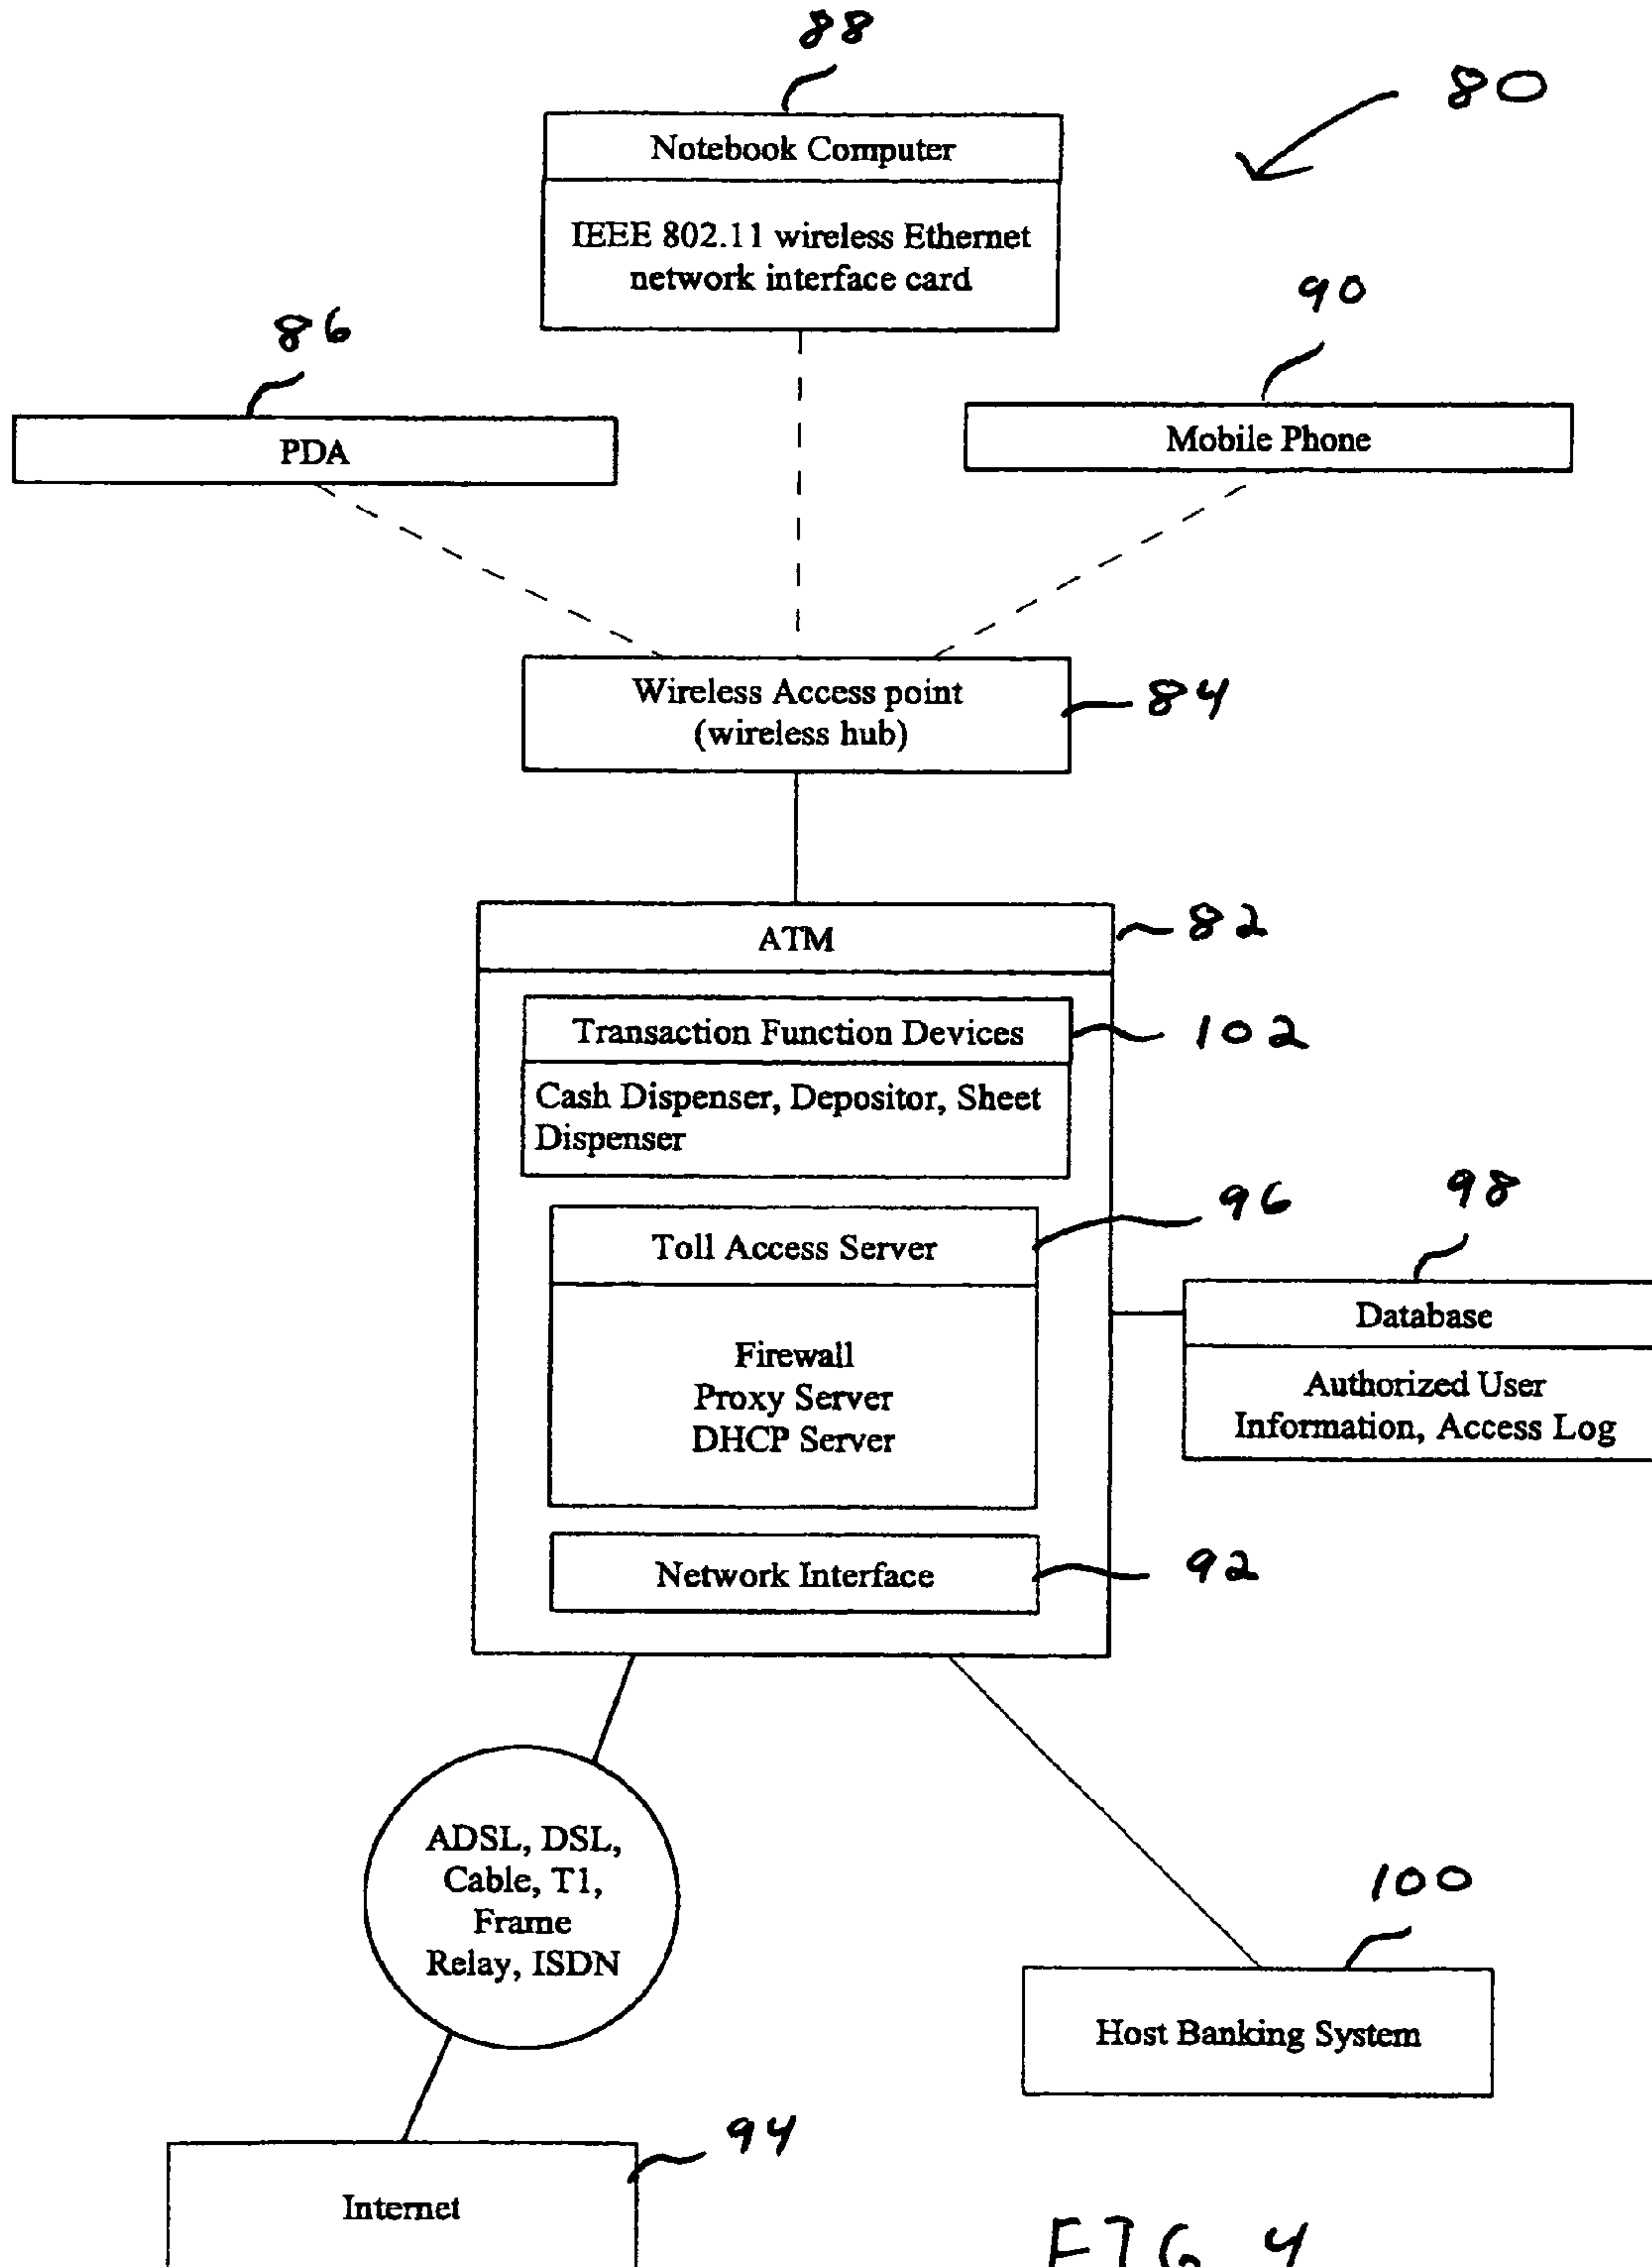 88
80
Notebook Computer
IEEE 802.11 wireless Ethernet
network interface card
90
86
PDA
Mobile Phone
Wireless Access point
(wireless hub)
84
ATM
82
Transaction Function Devices
102
Cash Dispenser, Depositor, Sheet
Dispenser
96
98
Toll Access Server
Database
Firewall
Proxy Server
DHCP Server
Authorized User
Information, Access Log
Network Interface
92
ADSL, DSL,
Cable, T1,
Frame
Relay, ISDN
100
Host Banking System
94
Internet
FIG. 4